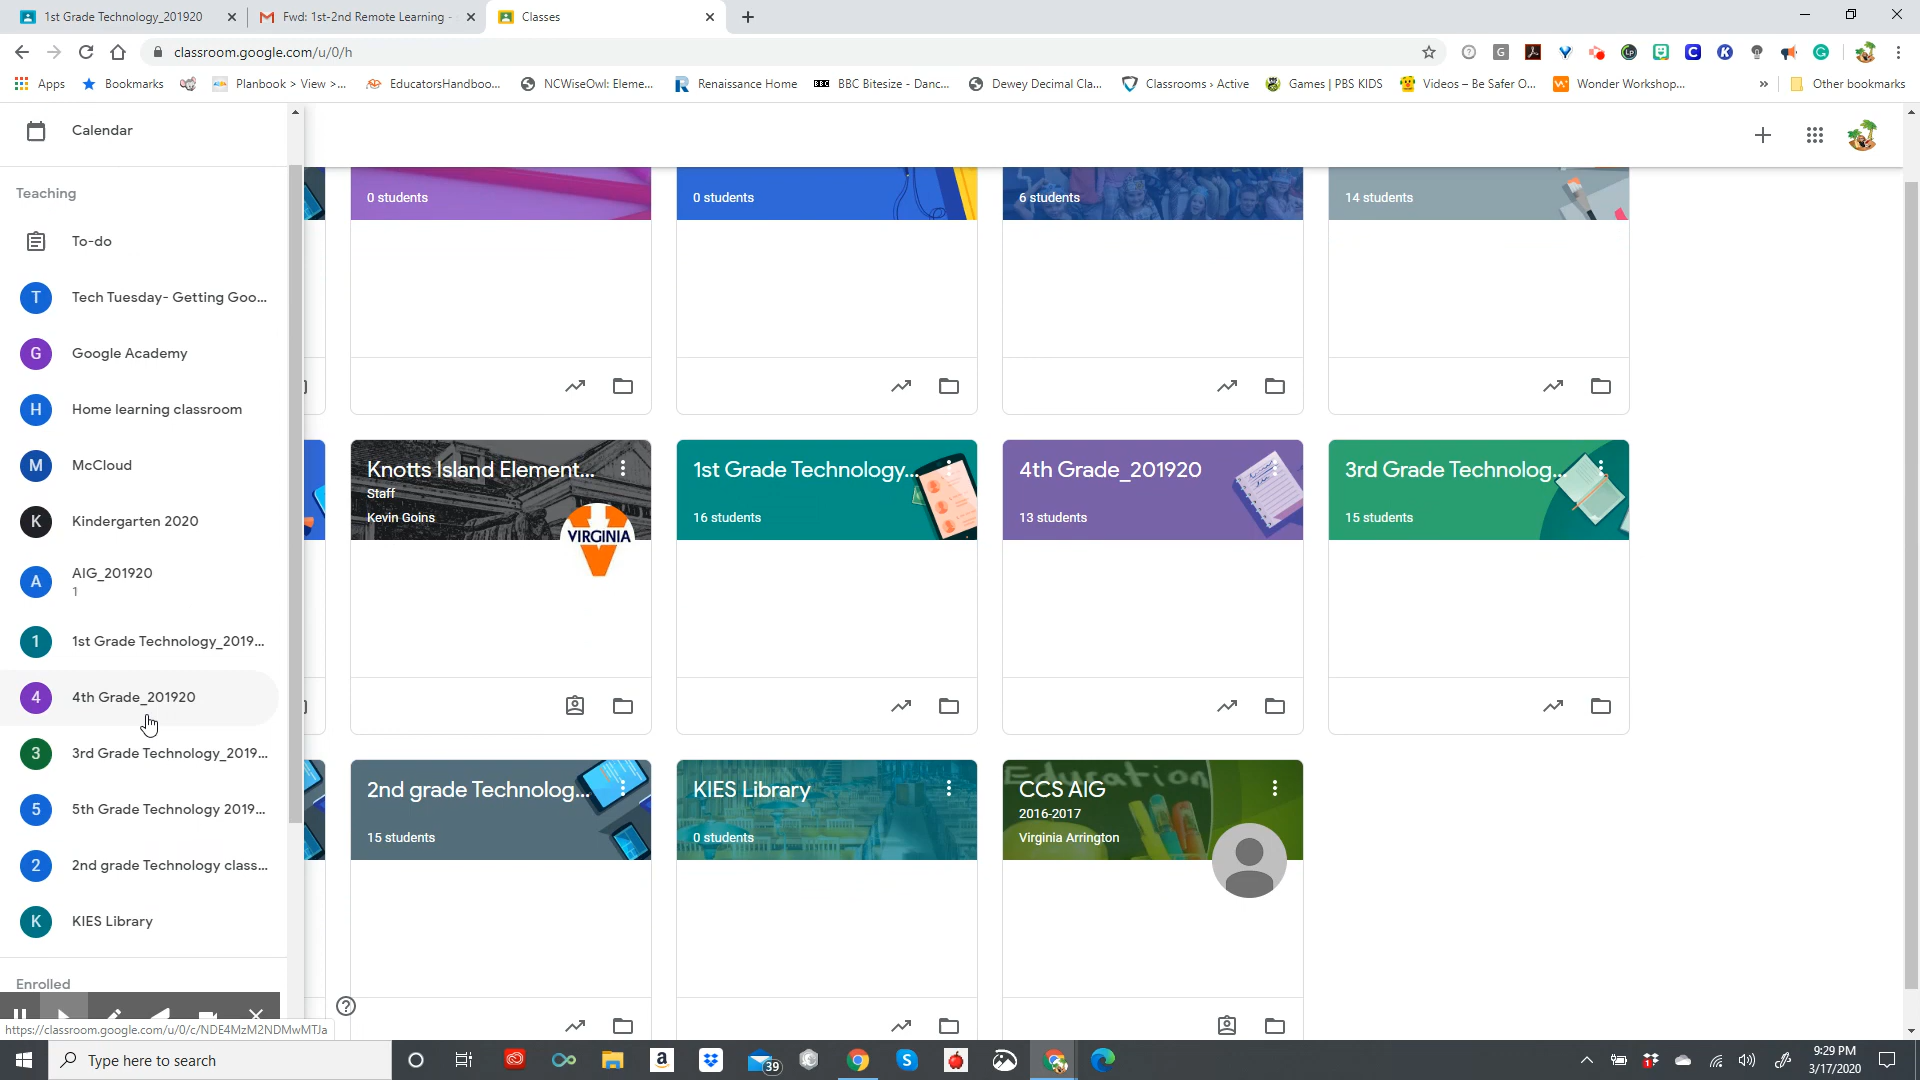 1st Grade Technology_201920
Fwd: 1st-2nd Remote Learning -
Classes
classroom.google.com/u/0/h
Apps
Bookmarks
Planbook > View >...
EducatorsHandboo...
NCWiseOwl: Eleme...
Renaissance Home
BBC Bitesize - Danc...
Dewey Decimal Cla...
Classrooms › Active
Games | PBS KIDS
Videos – Be Safer O...
Wonder Workshop...
»
Other bookmarks
Calendar
Teaching
To-do
T Tech Tuesday- Getting Goo...
G Google Academy
H Home learning classroom
M McCloud
K Kindergarten 2020
A AIG_201920
1
1 1st Grade Technology_2019...
4 4th Grade_201920
3 3rd Grade Technology_2019...
5 5th Grade Technology 2019...
2 2nd grade Technology class...
K KIES Library
Enrolled
https://classroom.google.com/u/0/c/NDE4MzM2NDMwMTJa
0 students
0 students
6 students
14 students
Knotts Island Element...
Staff
Kevin Goins
VIRGINIA
1st Grade Technology...
16 students
4th Grade_201920
13 students
3rd Grade Technolog...
15 students
2nd grade Technolog...
15 students
KIES Library
0 students
Education
CCS AIG
2016-2017
Virginia Arrington
Type here to search
39
1
9:29 PM
3/17/2020